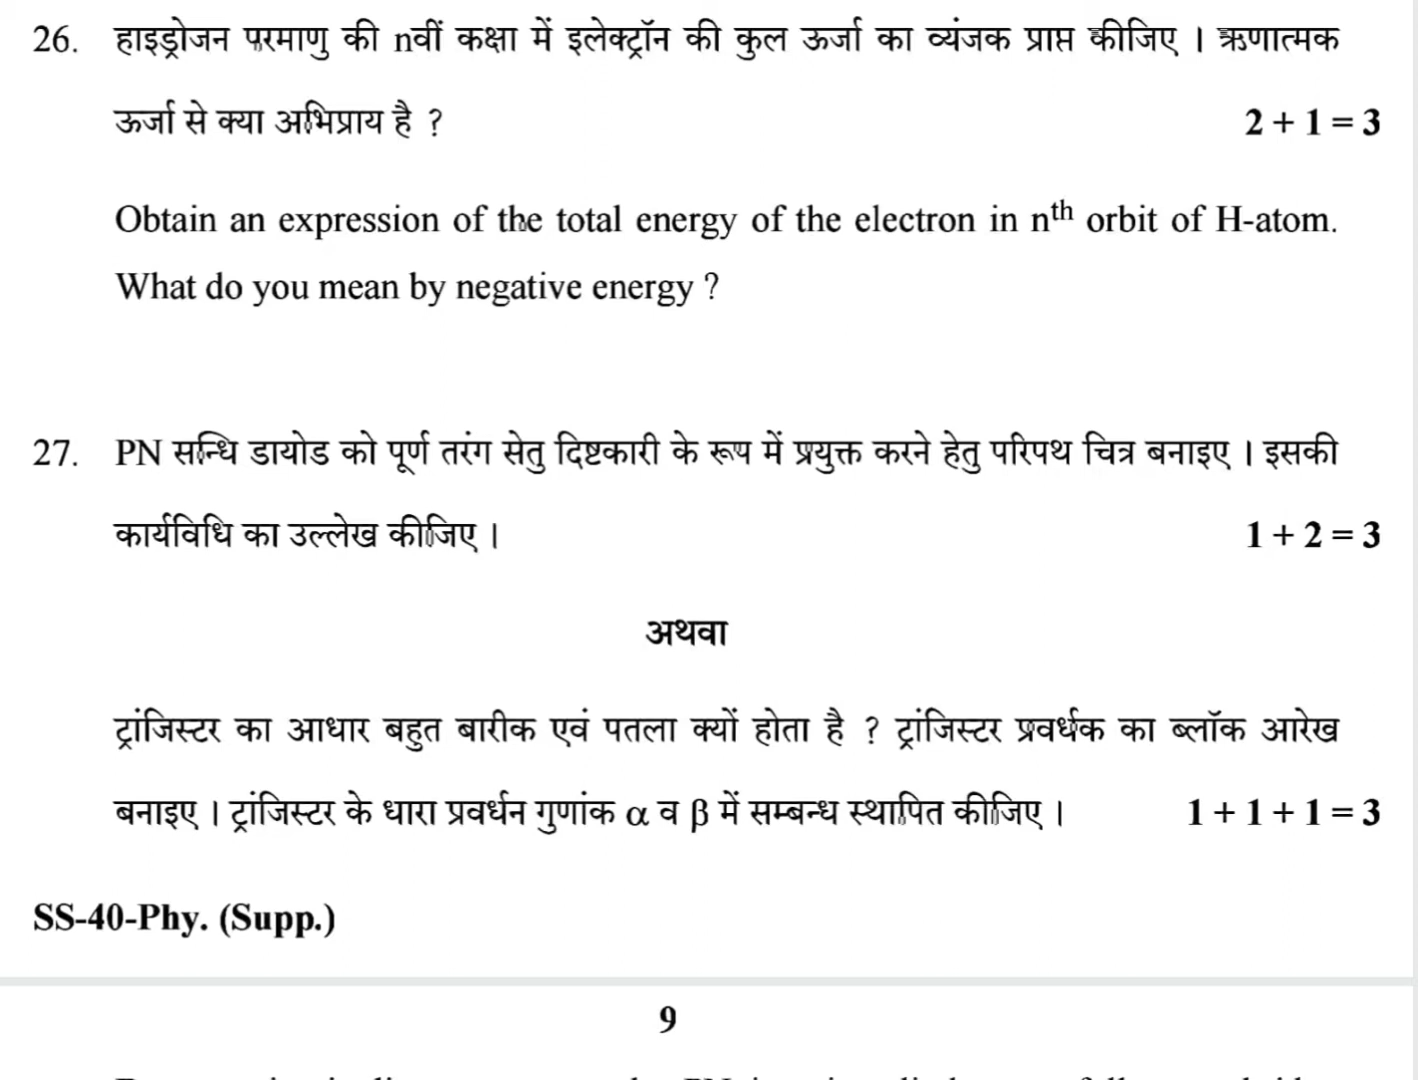 26. हाइड्रोजन परमाणु की nवीं कक्षा में इलेक्ट्रॉन की कुल ऊर्जा का व्यंजक प्राप्त कीजिए । ऋणात्मक
ऊर्जा से क्या अभिप्राय है ? 2 + 1 = 3
Obtain an expression of the total energy of the electron in nth orbit of H-atom.
What do you mean by negative energy ?
27. PN सन्धि डायोड को पूर्ण तरंग सेतु दिष्टकारी के रूप में प्रयुक्त करने हेतु परिपथ चित्र बनाइए । इसकी
कार्यविधि का उल्लेख कीजिए । 1 + 2 = 3
अथवा
ट्रांजिस्टर का आधार बहुत बारीक एवं पतला क्यों होता है ? ट्रांजिस्टर प्रवर्धक का ब्लॉक आरेख
बनाइए । ट्रांजिस्टर के धारा प्रवर्धन गुणांक α व β में सम्बन्ध स्थापित कीजिए । 1 + 1 + 1 = 3
SS-40-Phy. (Supp.)
9